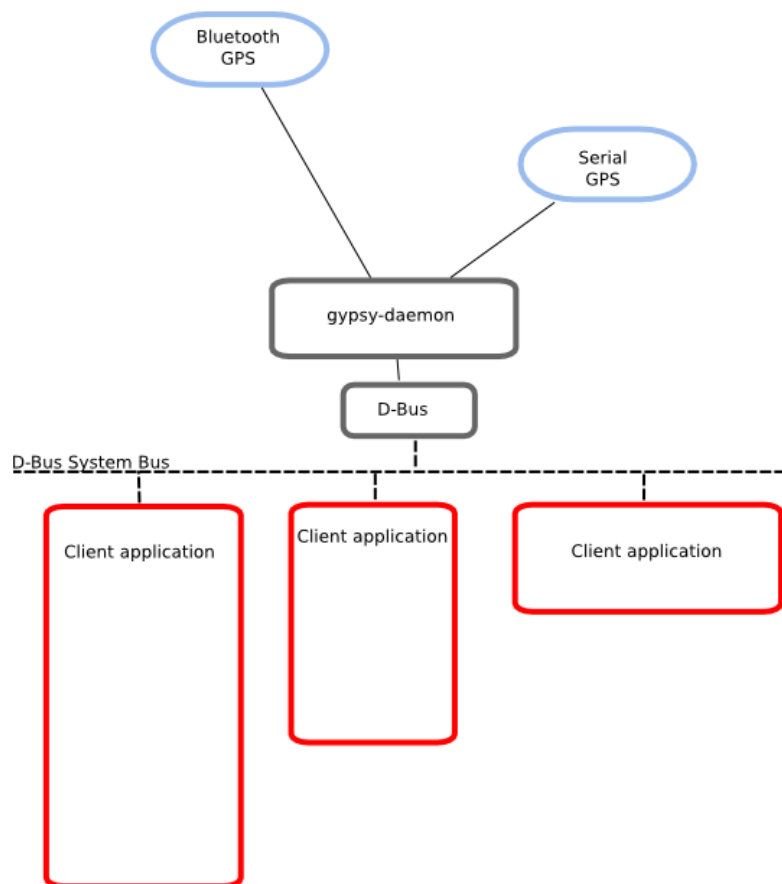 Bluetooth
GPS
Serial
GPS
gypsy-daemon
D-Bus
D-Bus System Bus
Client application
Client application
Client application